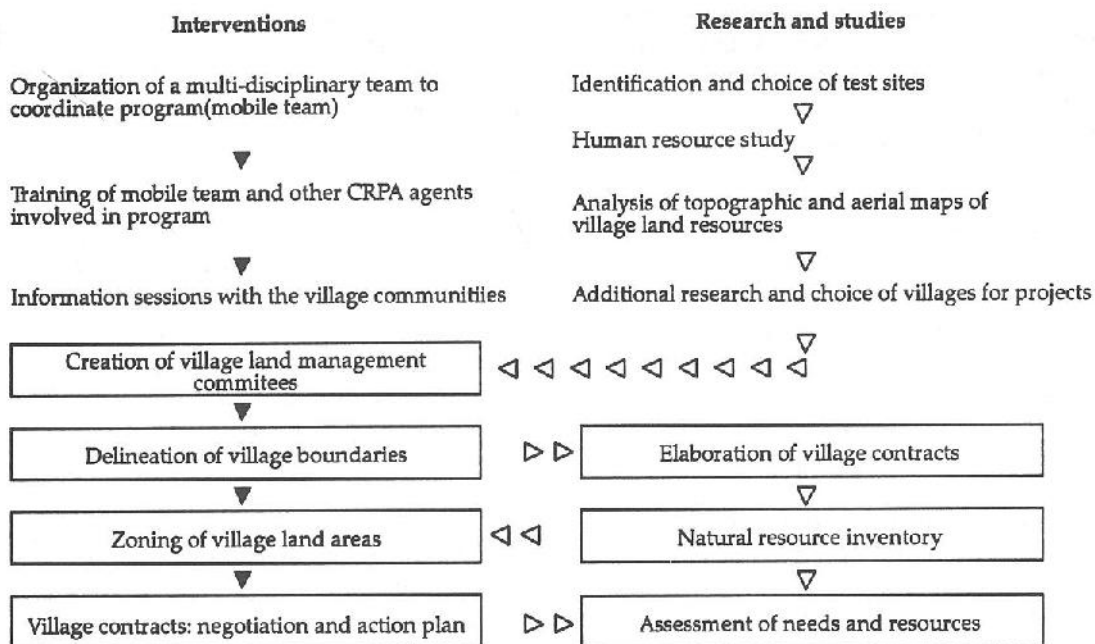 Interventions
Organization of a multi-disciplinary team to
coordinate program(mobile team)
Training of mobile team and other CRPA agents
involved in program
Information sessions with the village communiies
Creation of village land management
commitees
Delineation of village boundaries
Zoning of village land areas
Village contracts: negotiation and action plan
Research and studies
Identification and choice of test sites
Human resource study
Analysis of topographic and aerial maps of
village land resources
Additional research and choice of villages for projects
Elaboration of village contracts
Natural resource inventory
Assessment of needs and resources